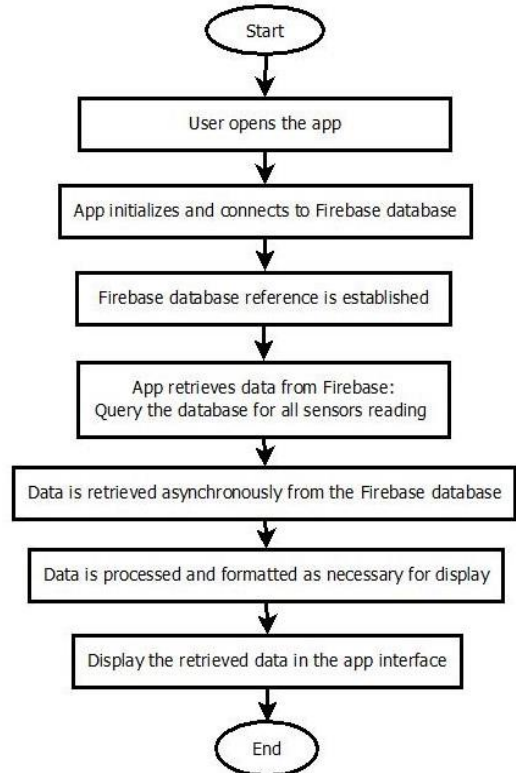 Start
User opens the app
App initializes and connects to Firebase database
Firebase database reference is established
App retrieves data from Firebase:
Query the database for all sensors reading
Data is retrieved asynchronously from the Firebase database
Data is processed and formatted as necessary for display
Display the retrieved data in the app interface
End